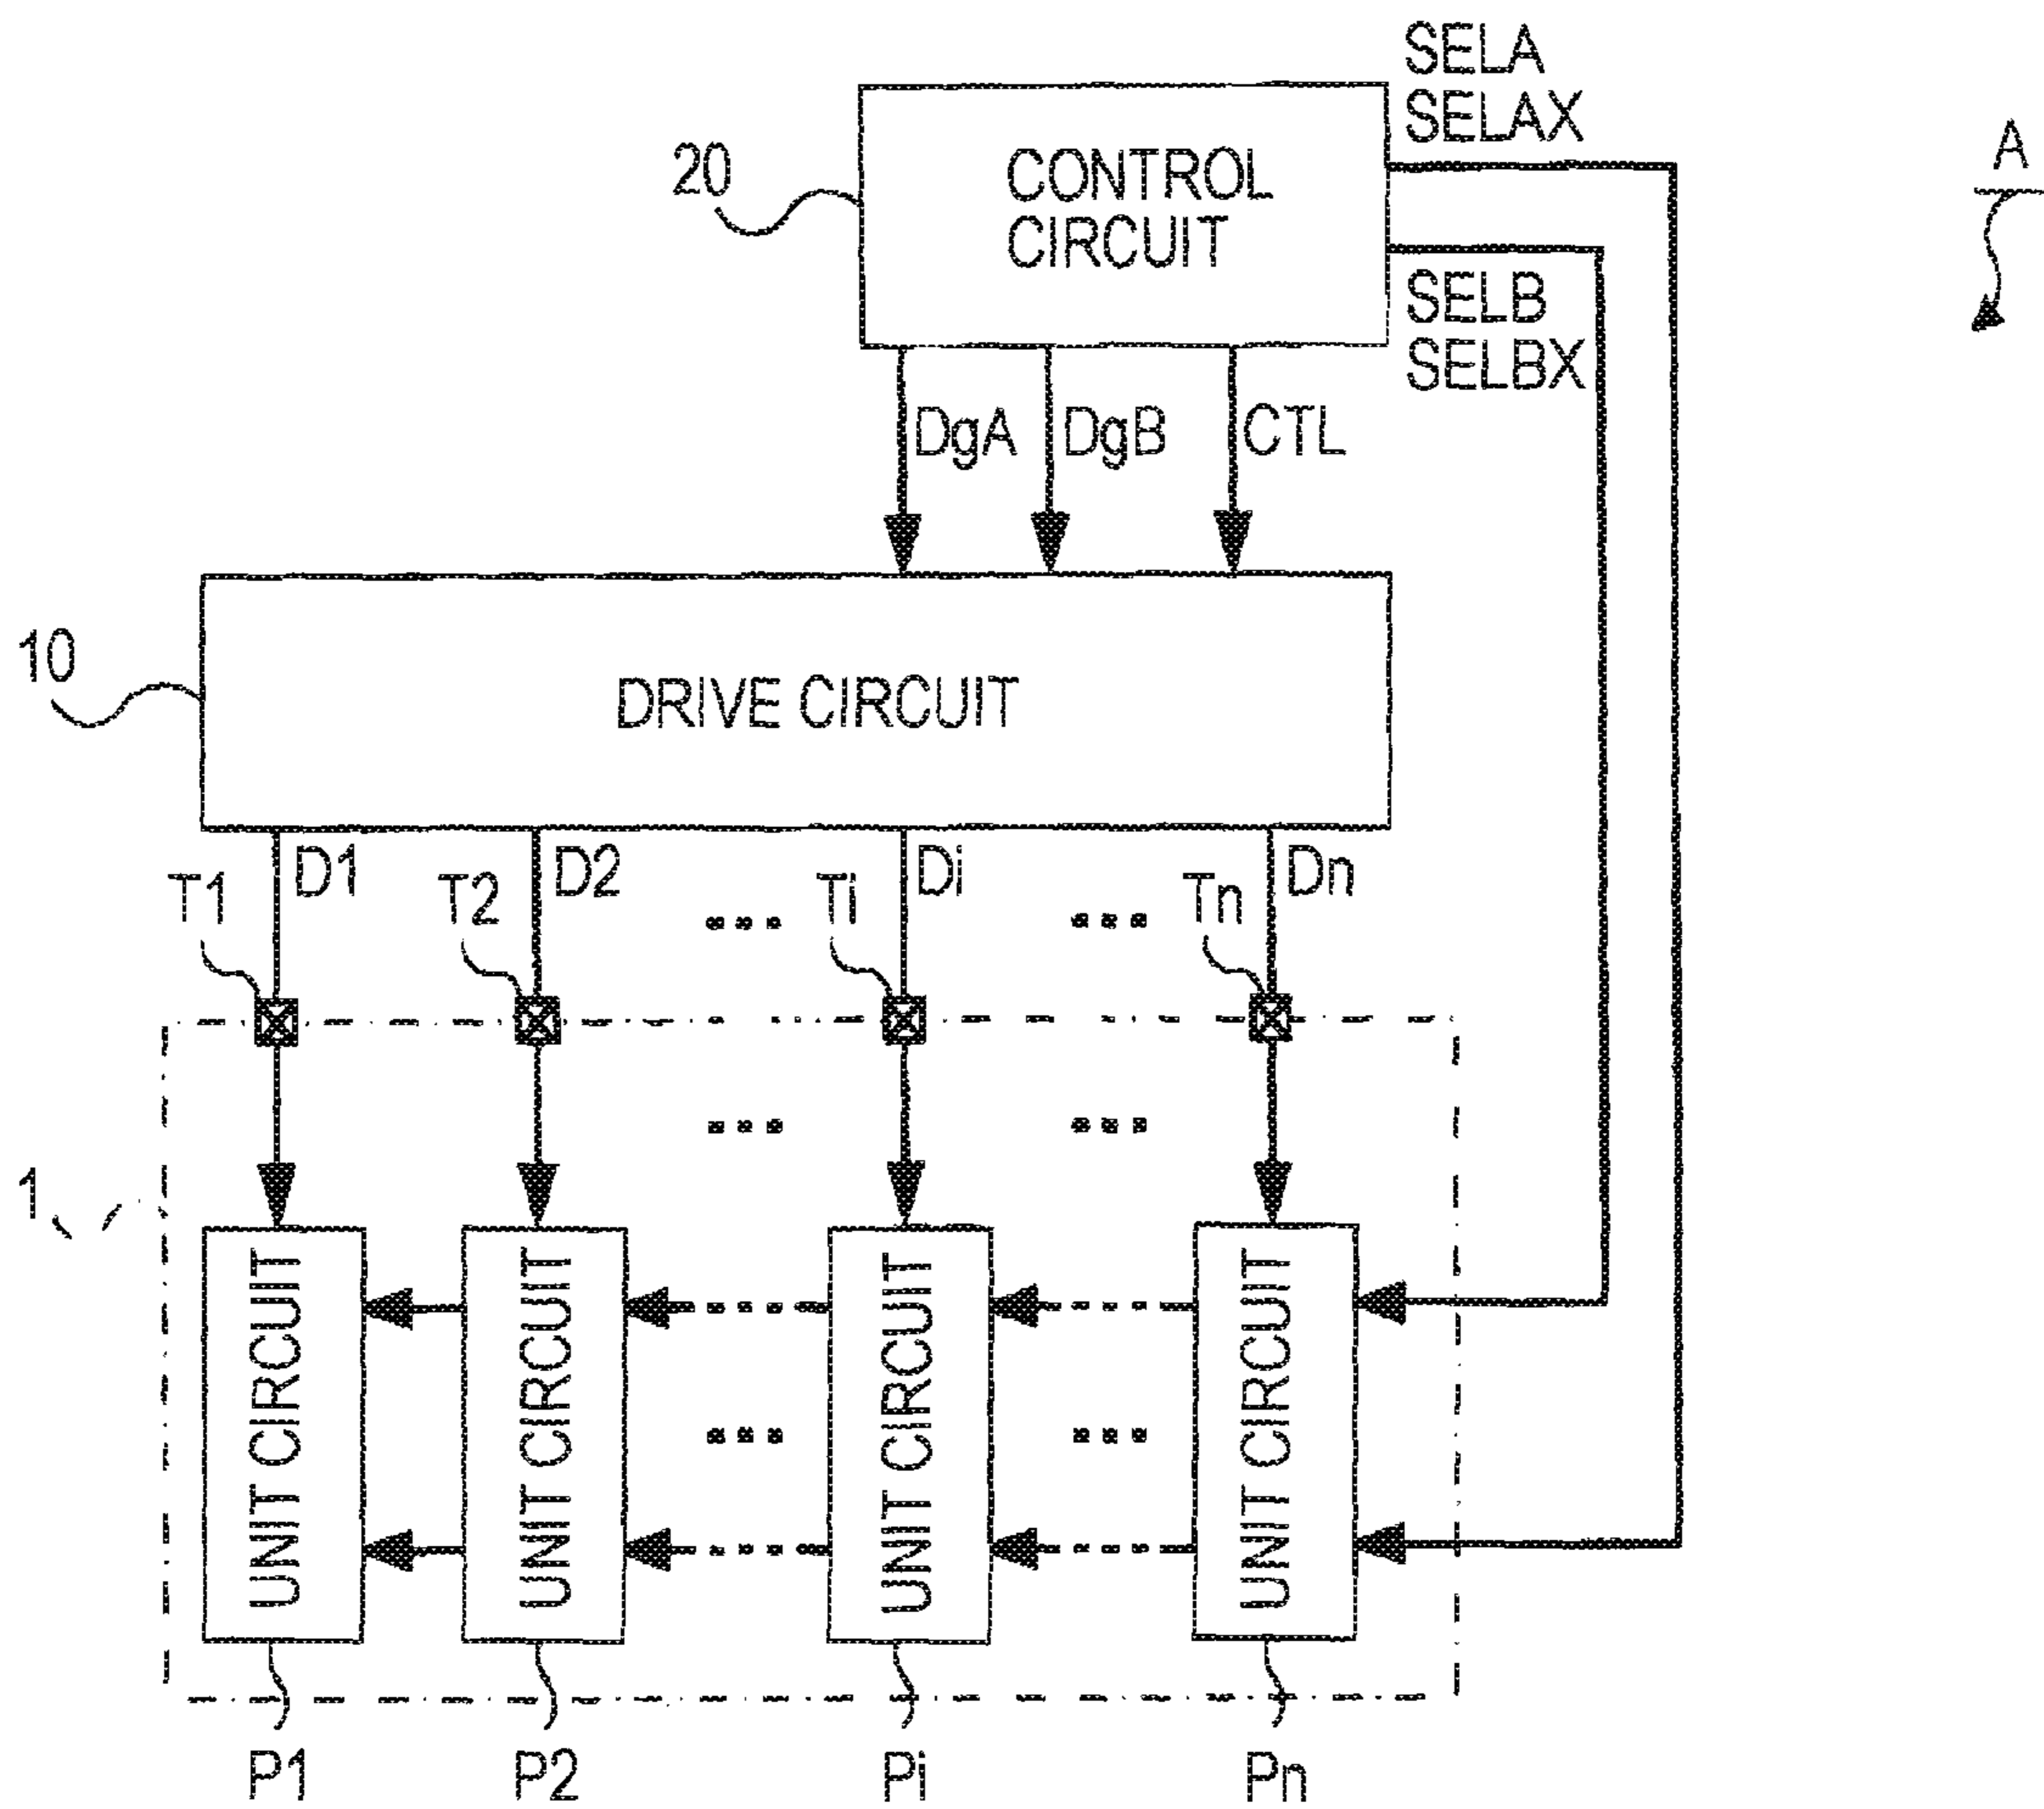 SELA
SELAX
A
20
CONTROL
CIRCUIT
SELB
SELBX
DgA
DgB
CTL
10
DRIVE CIRCUIT
D1
D2
Di
Dn
T1
T2
Ti
Tn
...
...
...
...
1
UNIT CIRCUIT
UNIT CIRCUIT
UNIT CIRCUIT
UNIT CIRCUIT
...
...
P1
P2
Pi
Pn